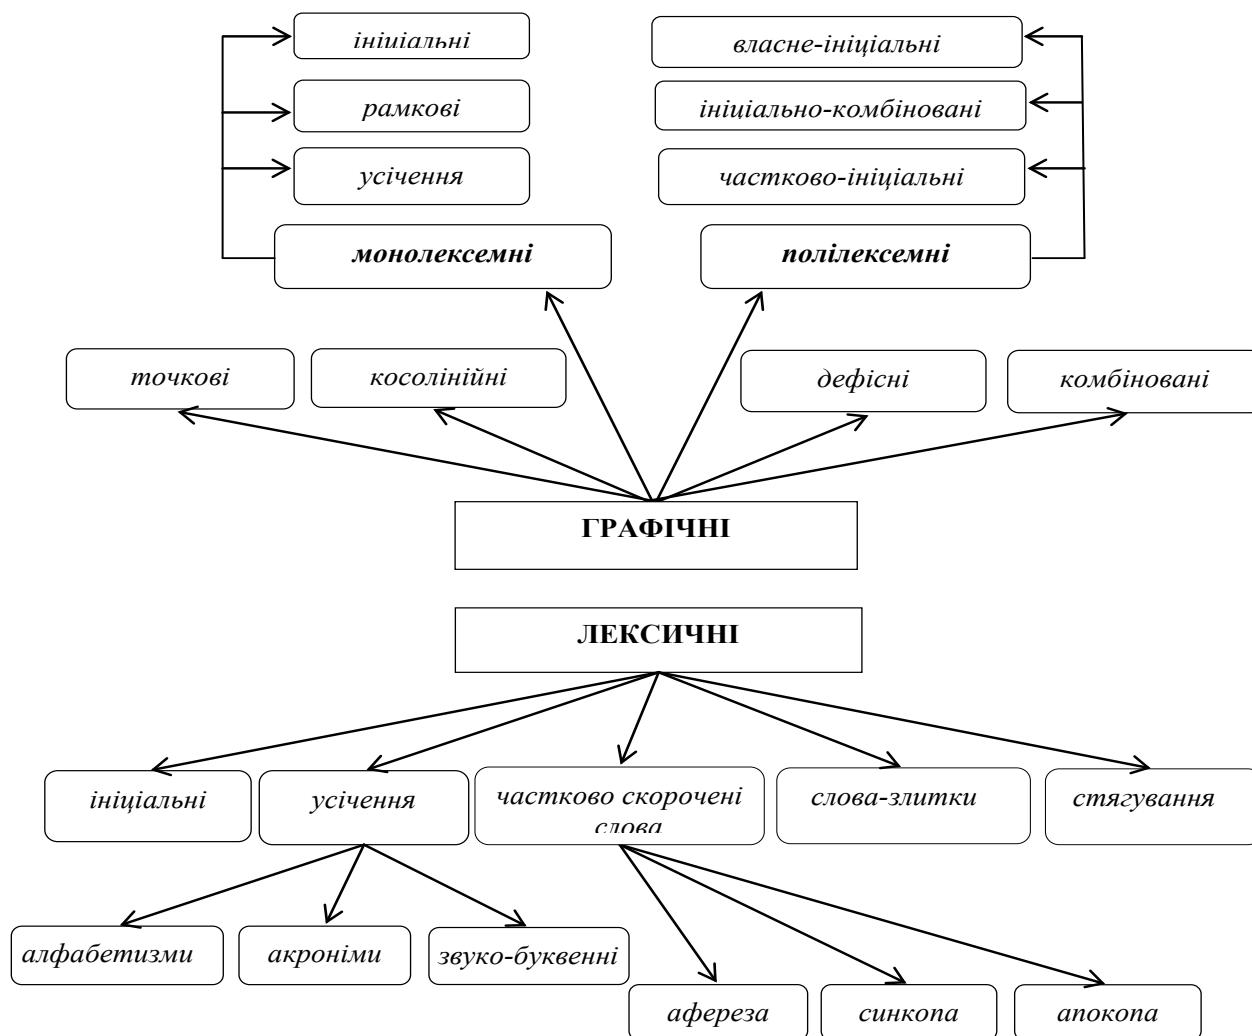 ініціальні
власне-ініціальні
рамкові
ініціально-комбіновані
усічення
частково-ініціальні
монолексемні
полілексемні
точкові
косолінійні
дефісні
комбіновані
ГРАФІЧНІ
ЛЕКСИЧНІ
ініціальні
усічення
частково скорочені
слова
слова-злитки
стягування
алфабетизми
акроніми
звуко-буквенні
афереза
синкопа
апокопа